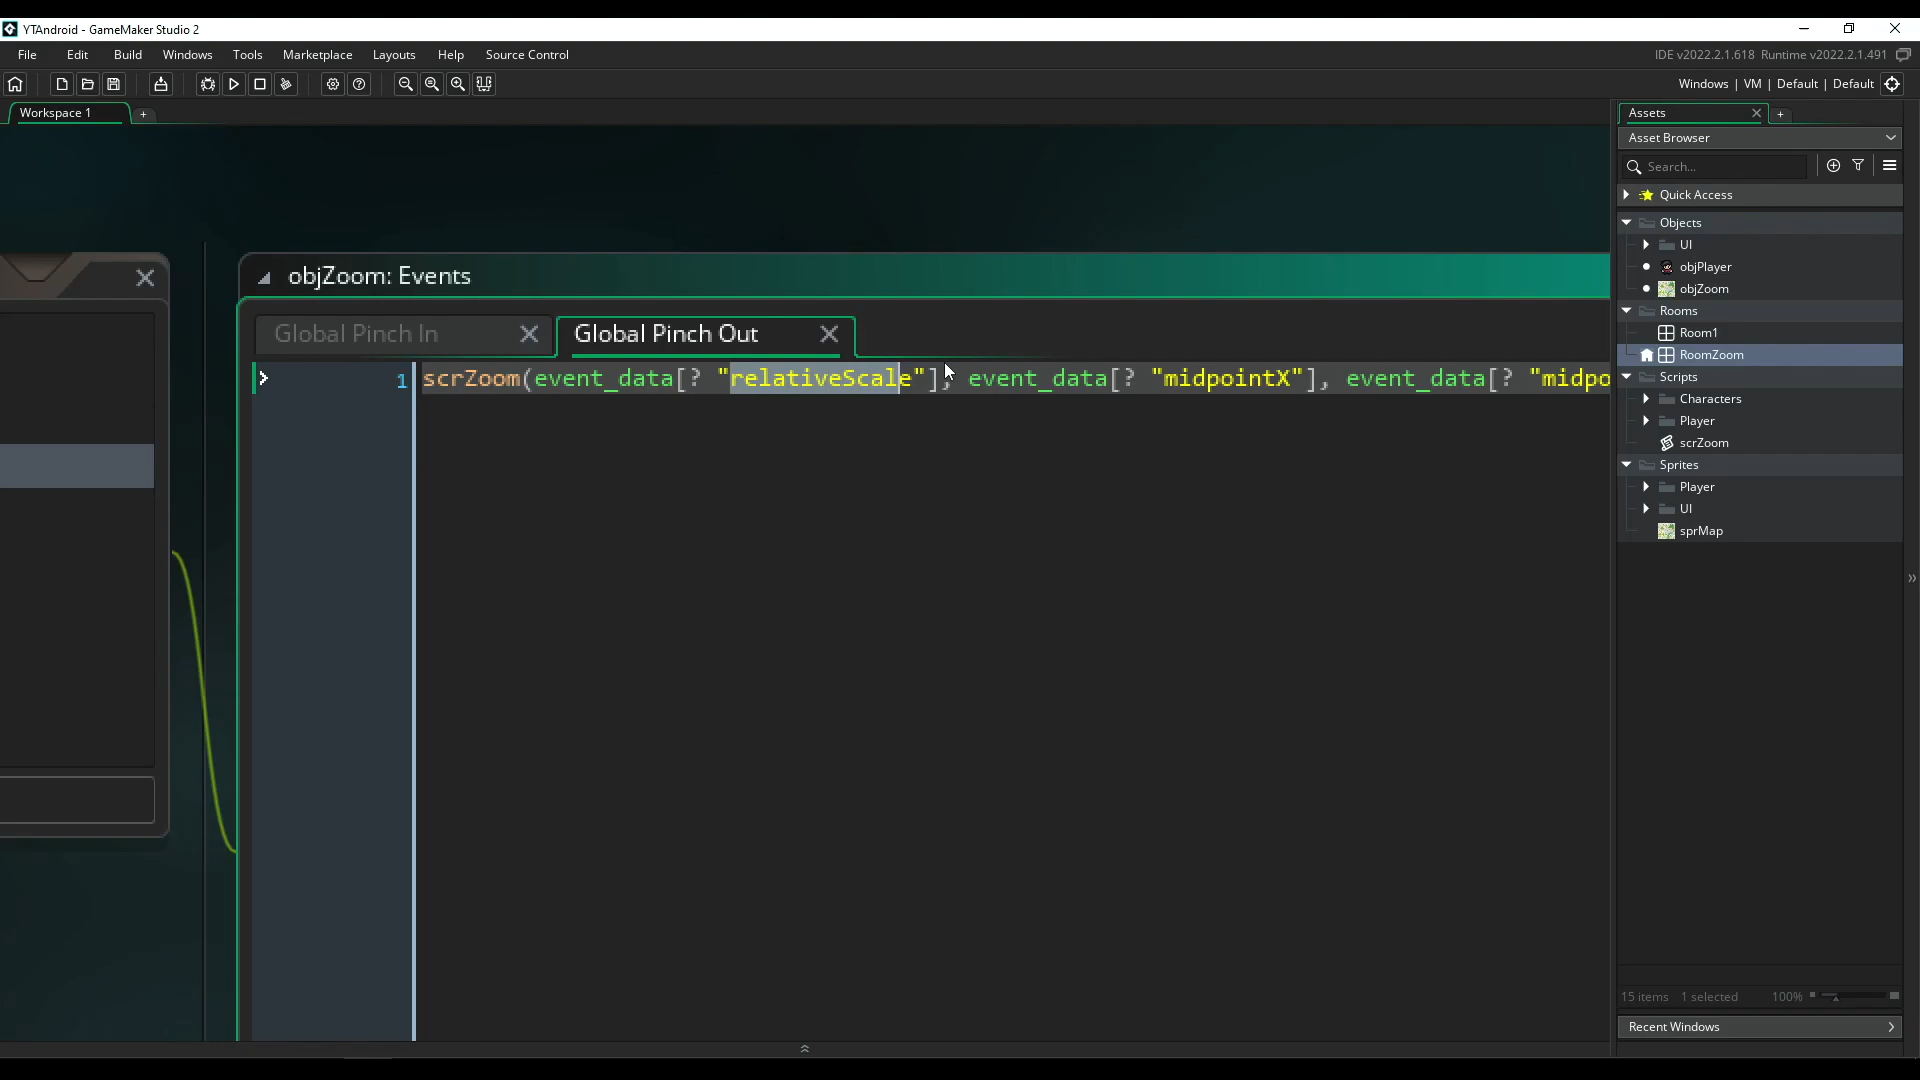 YTAndroid - GameMaker Studio 2
File Edit Build Windows Tools Marketplace Layouts Help Source Control
IDE v2022.2.1.618 Runtime v2022.2.1.491
Windows | VM | Default | Default
Workspace 1
+
Assets
+
Asset Browser
Search...
Quick Access
Objects
UI
objPlayer
objZoom
Rooms
Room1
RoomZoom
Scripts
Characters
Player
scrZoom
Sprites
Player
UI
sprMap
objZoom: Events
Global Pinch In
Global Pinch Out
1 scrZoom(event_data[? "relativeScale"], event_data[? "midpointX"], event_data[? "midpo
15 items 1 selected 100%
Recent Windows